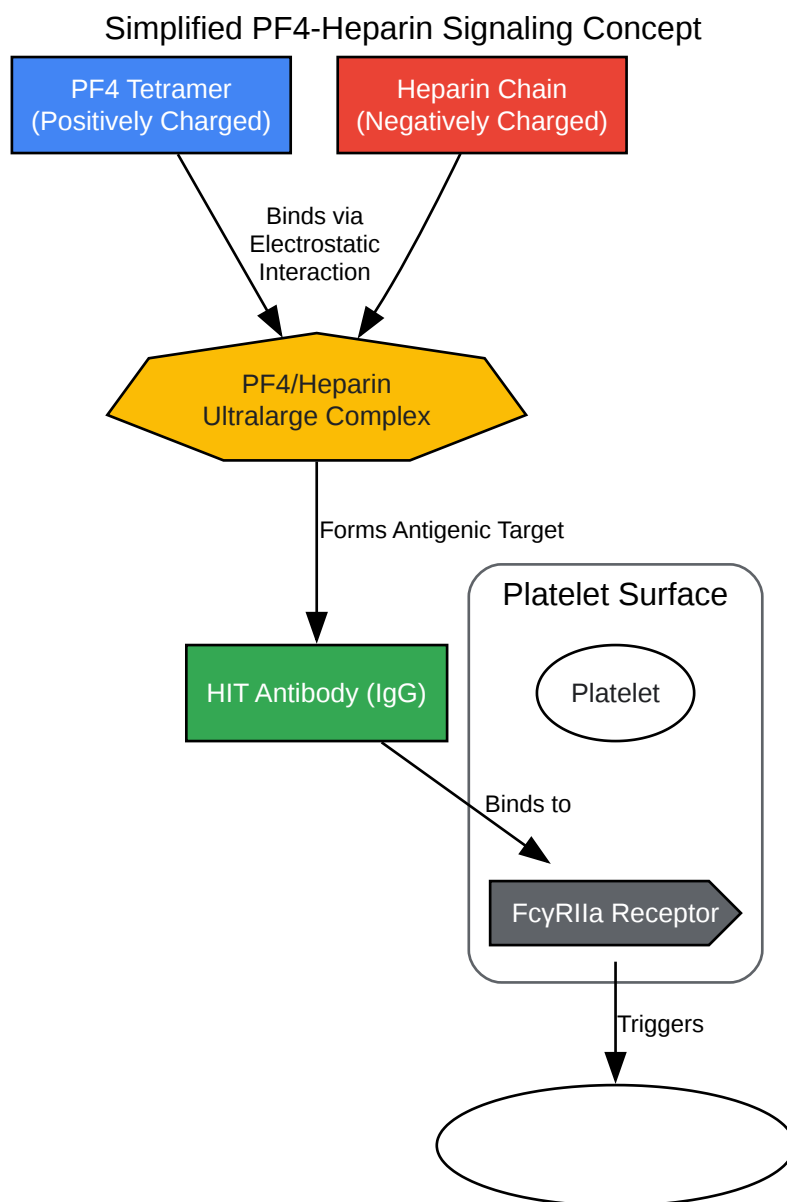 Simplified PF4-Heparin Signaling Concept
PF4 Tetramer
(Positively Charged)
Heparin Chain
(Negatively Charged)
Binds via
Electrostatic
Interaction
PF4/Heparin
Ultralarge Complex
Forms Antigenic Target
Platelet Surface
HIT Antibody (IgG)
Platelet
Binds to
FcγRIIa Receptor
Triggers